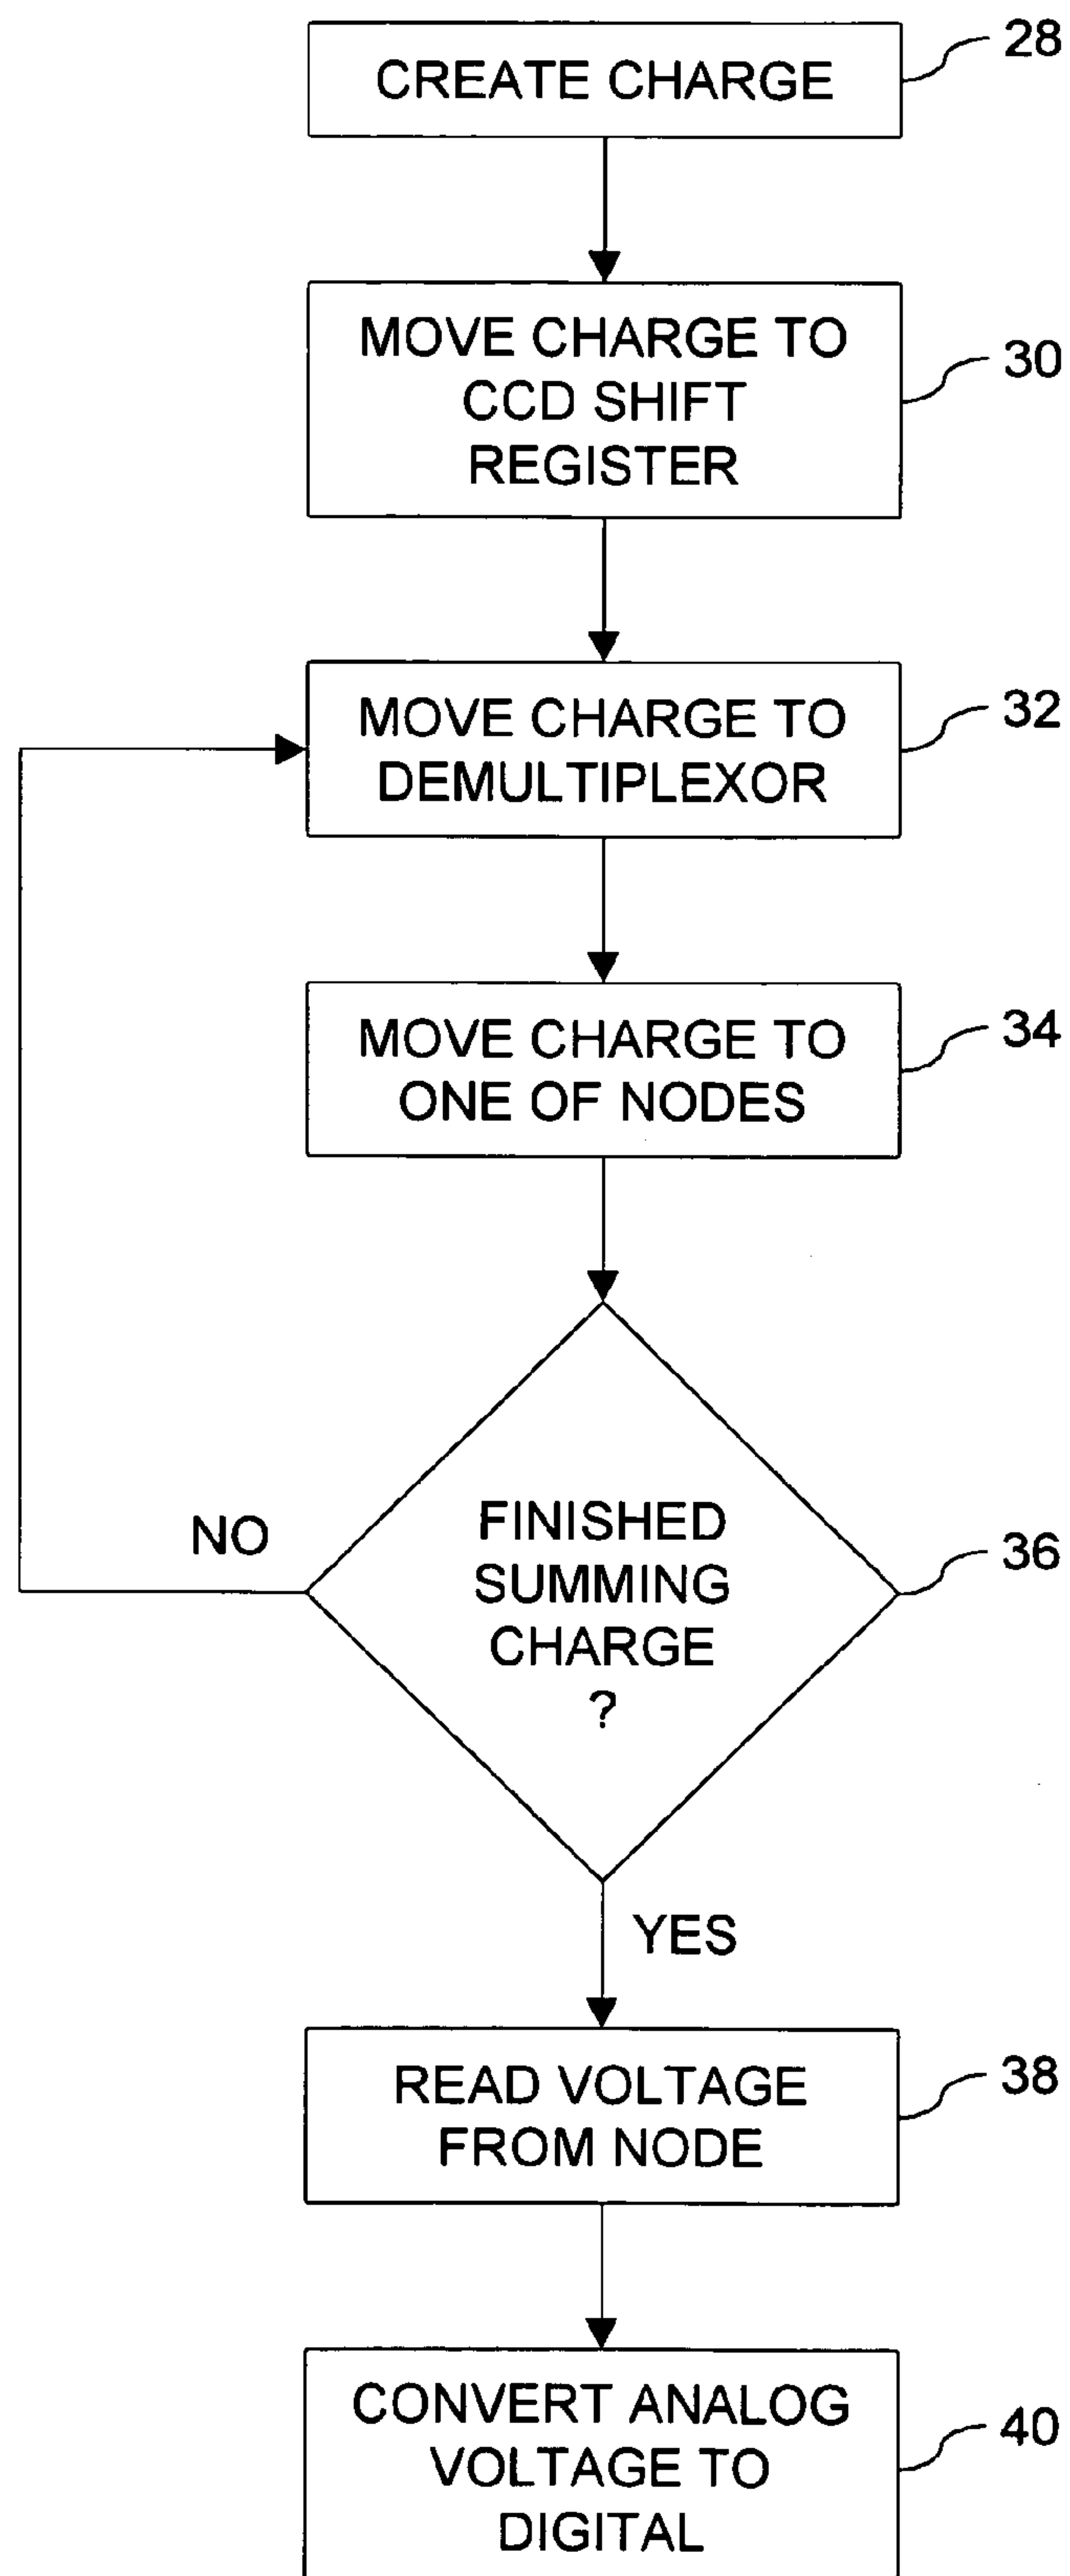 CREATE CHARGE
28
MOVE CHARGE TO
CCD SHIFT
REGISTER
30
MOVE CHARGE TO
DEMULTIPLEXOR
32
MOVE CHARGE TO
ONE OF NODES
34
NO
FINISHED
SUMMING
CHARGE
?
36
YES
READ VOLTAGE
FROM NODE
38
CONVERT ANALOG
VOLTAGE TO
DIGITAL
40